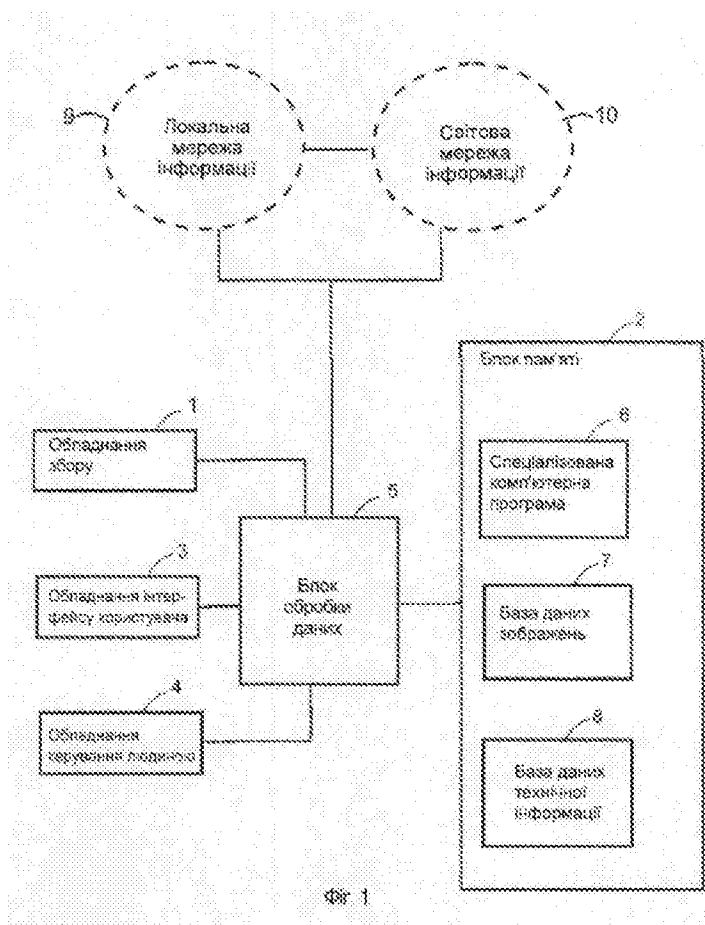 9
Локальна
мережа
інформації
10
Світова
мережа
інформації
2
Блок пам'яті
1
Обладнання
збору
6
Спеціалізована
комп'ютерна
програма
5
Блок
обробки
даних
3
Обладнання інтер-
фейсу користувача
7
База даних
зображень
4
Обладнання
керування людиною
8
База даних
технічної
інформації
Фіг 1